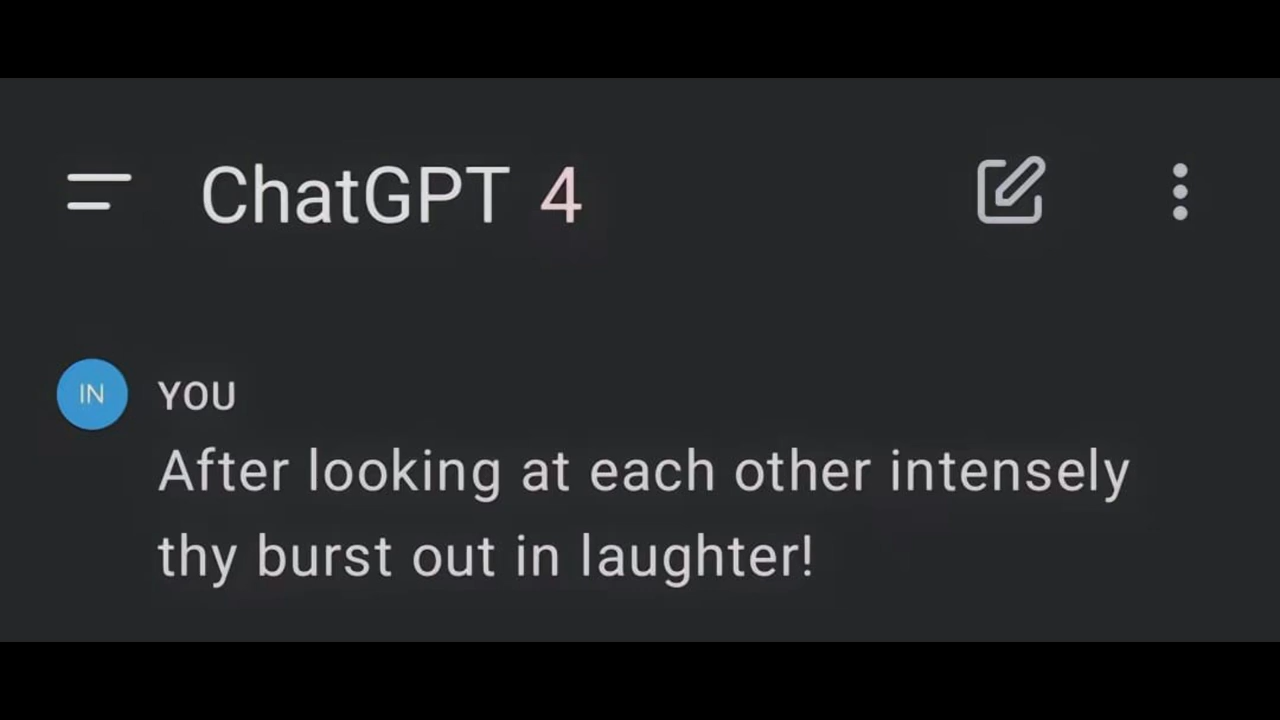 ChatGPT 4
IN YOU
After looking at each other intensely
thy burst out in laughter!